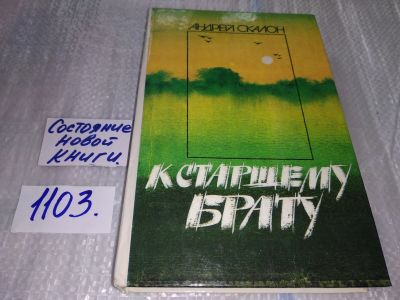 АНДРЕЙ СКАЛОН
К СТАРШЕМУ
БРАТУ
Состояние
новой
книги.
1103.